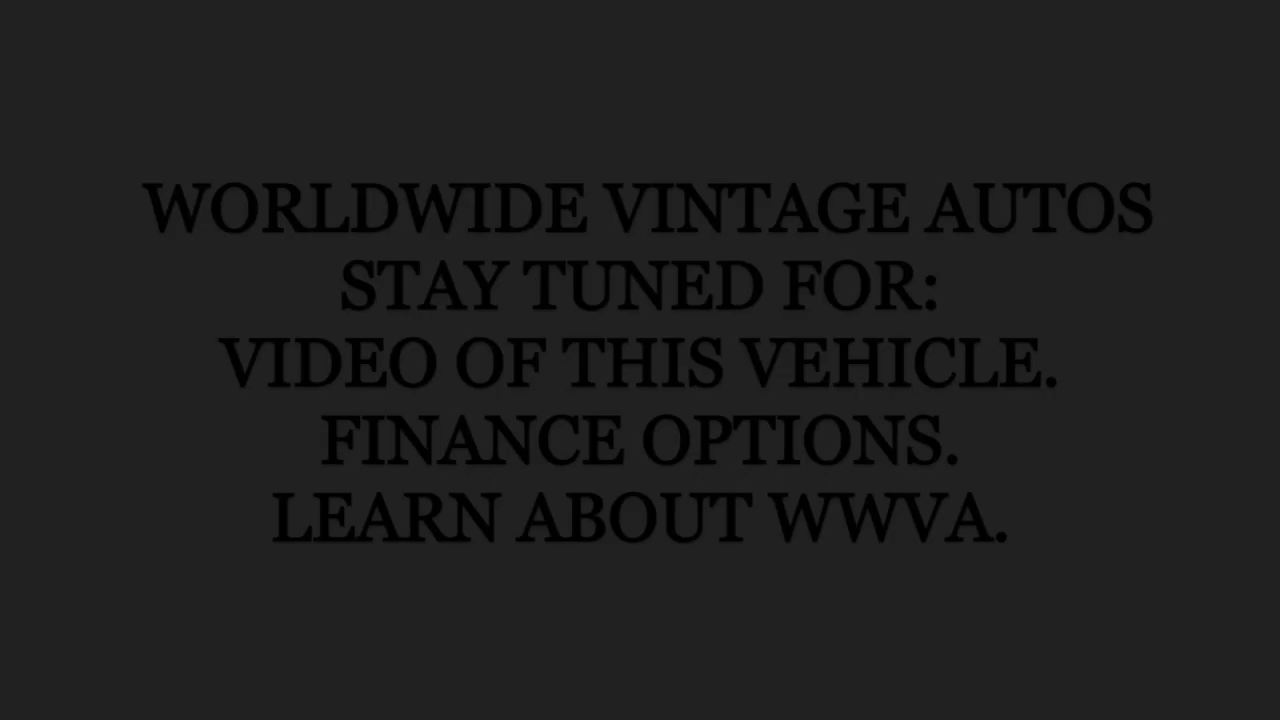 WORLDWIDE VINTAGE AUTOS
STAY TUNED FOR:
VIDEO OF THIS VEHICLE.
FINANCE OPTIONS.
LEARN ABOUT WWVA.